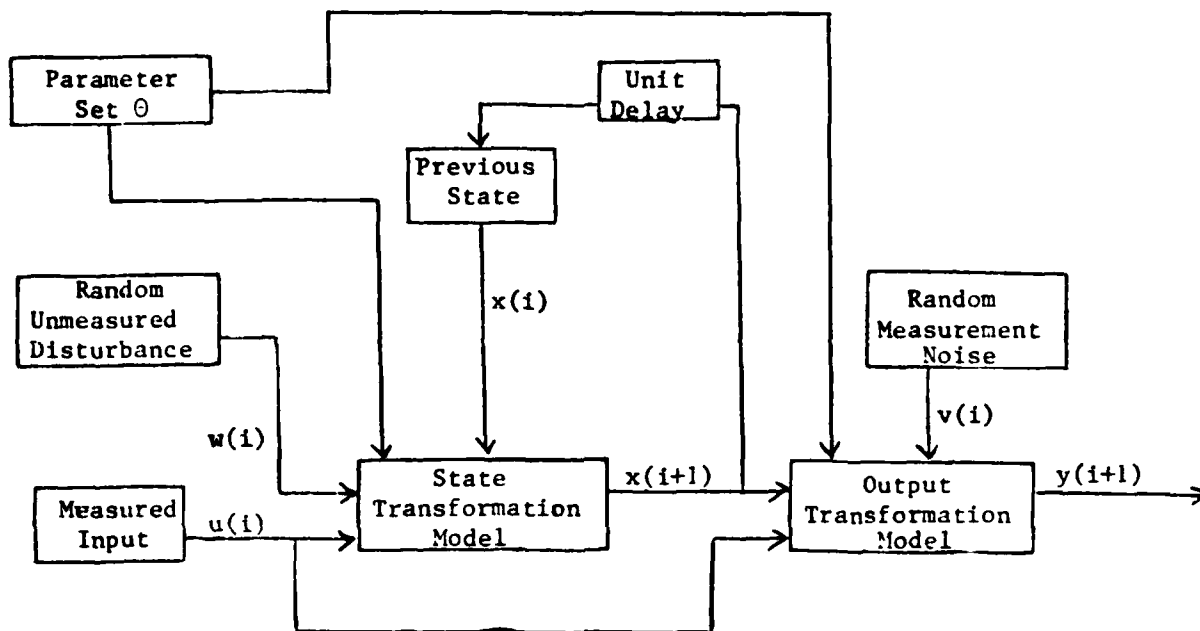 Parameter
Set Θ
Unit
Delay
Previous
State
Random
Unmeasured
Disturbance
x(i)
Random
Measurement
Noise
w(i)
v(i)
Measured
Input
u(i)
State
Transformation
Model
x(i+1)
Output
Transformation
Model
y(i+1)